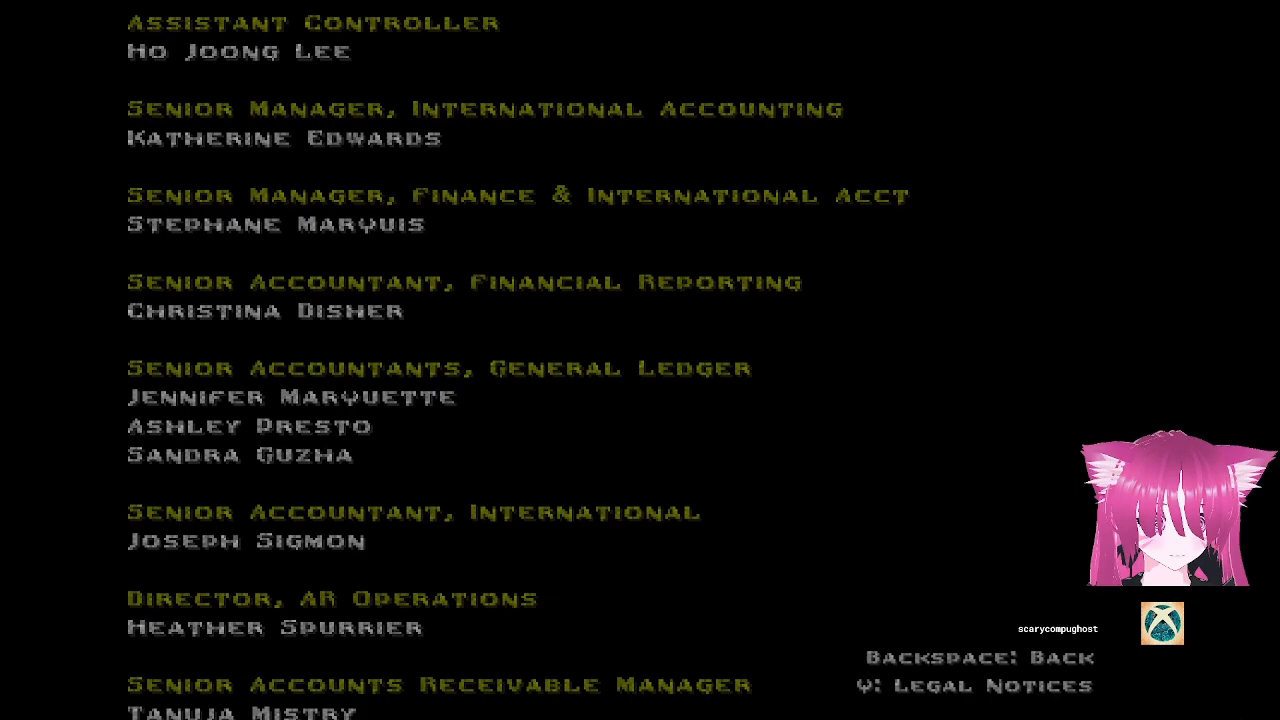 Assistant Controller
Ho Joong Lee
Senior Manager, International Accounting
Katherine Edwards
Senior Manager, Finance & International Acct
Stephane Marquis
Senior Accountant, Financial Reporting
Christina Disher
Senior Accountants, General Ledger
Jennifer Marquette
Ashley Presto
Sandra Guzha
Senior Accountant, International
Joseph Sigmon
Director, AR Operations
Heather Spurrier
Senior Accounts Receivable Manager
Tanuja Mistry
scarycompughost
Backspace: Back
Q: Legal Notices